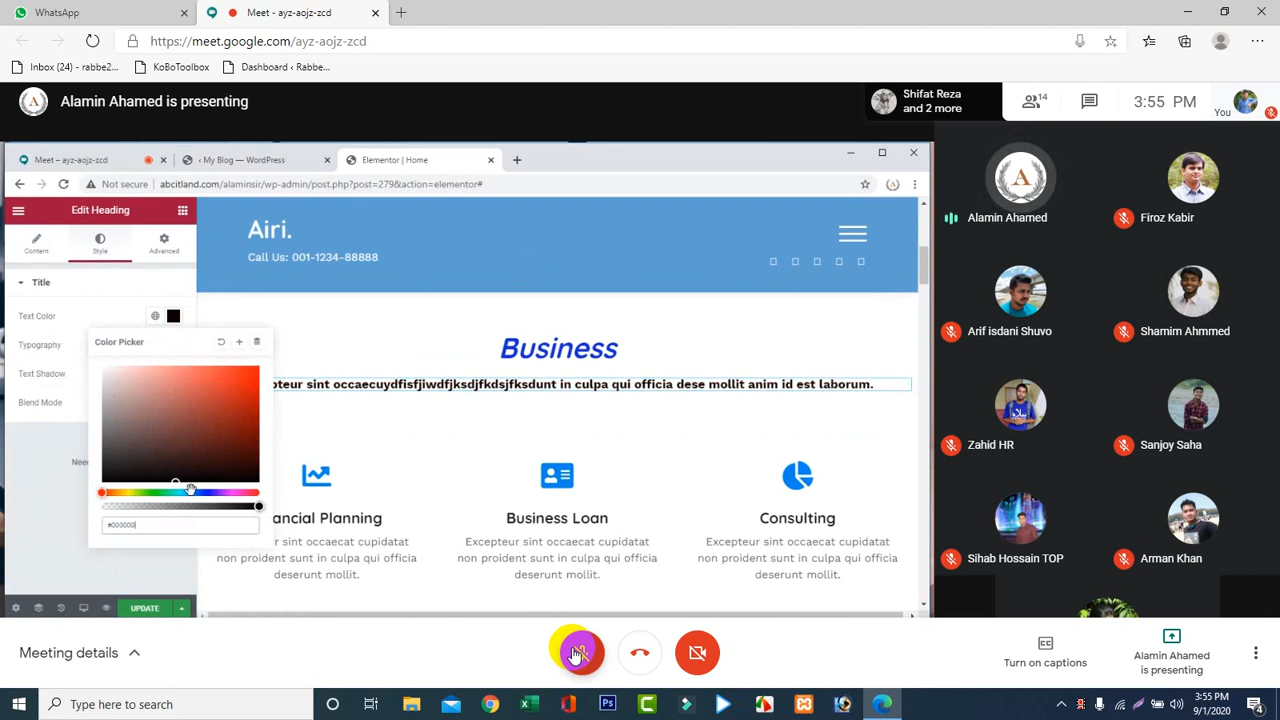 WhatsApp
Meet - ayz-aojz-zcd
https://meet.google.com/ayz-aojz-zcd
Inbox (24) - rabbe2...
KoBoToolbox
Dashboard ‹ Rabbe...
Alamin Ahamed is presenting
Shifat Reza
and 2 more
14
3:55 PM
You
Meet – ayz-aojz-zcd
‹ My Blog — WordPress
Elementor | Home
Not secure
abcitland.com/alaminsir/wp-admin/post.php?post=279&action=elementor#
Edit Heading
Content
Style
Advanced
Title
Text Color
Typography
Text Shadow
Blend Mode
Color Picker
#000000
UPDATE
Airi.
Call Us: 001-1234-88888
Business
pteur sint occaecuydfisfjiwdfjksdjfkdsjfksdunt in culpa qui officia dese mollit anim id est laborum.
ancial Planning
Excepteur sint occaecat cupidatat
non proident sunt in culpa qui officia
deserunt mollit.
Business Loan
Excepteur sint occaecat cupidatat
non proident sunt in culpa qui officia
deserunt mollit.
Consulting
Excepteur sint occaecat cupidatat
non proident sunt in culpa qui officia
deserunt mollit.
A
Alamin Ahamed
Firoz Kabir
Arif isdani Shuvo
Shamim Ahmmed
Zahid HR
Sanjoy Saha
Sihab Hossain TOP
Arman Khan
Meeting details
Turn on captions
Alamin Ahamed
is presenting
Type here to search
Ps
3:55 PM
9/1/2020
4